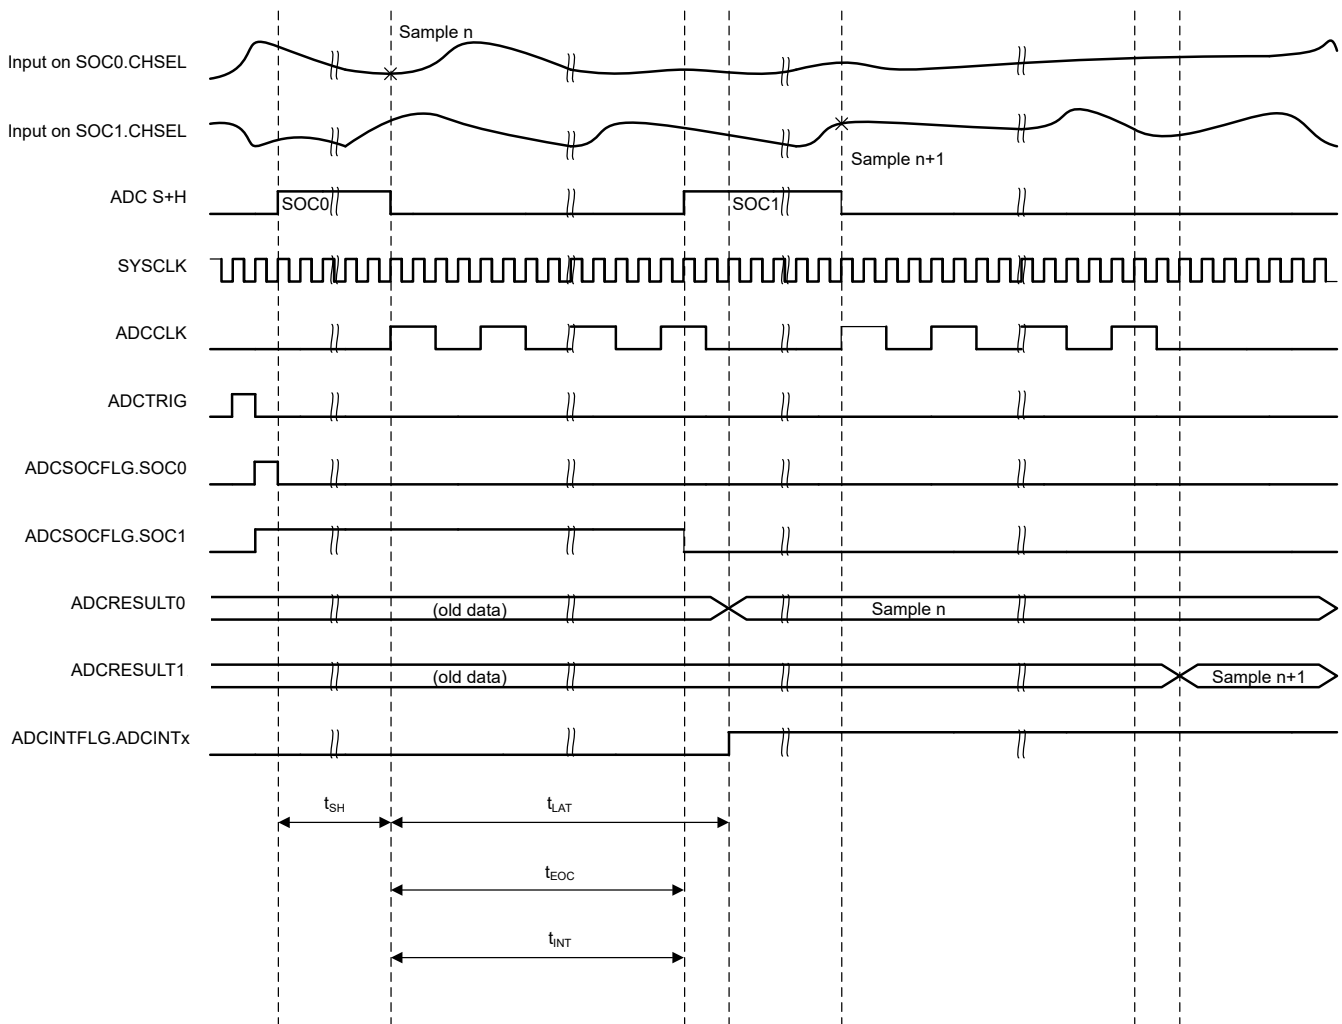 Sample n
Input on SOC0.CHSEL
Input on SOC1.CHSEL
Sample n+1
ADC S+H
SOC0
SOC1
SYSCLK
ADCCLK
ADCTRIG
ADCSOCFLG.SOC0
ADCSOCFLG.SOC1
ADCRESULT0
(old data)
Sample n
ADCRESULT1
(old data)
Sample n+1
ADCINTFLG.ADCINTx
tSH
tLAT
tEOC
tINT